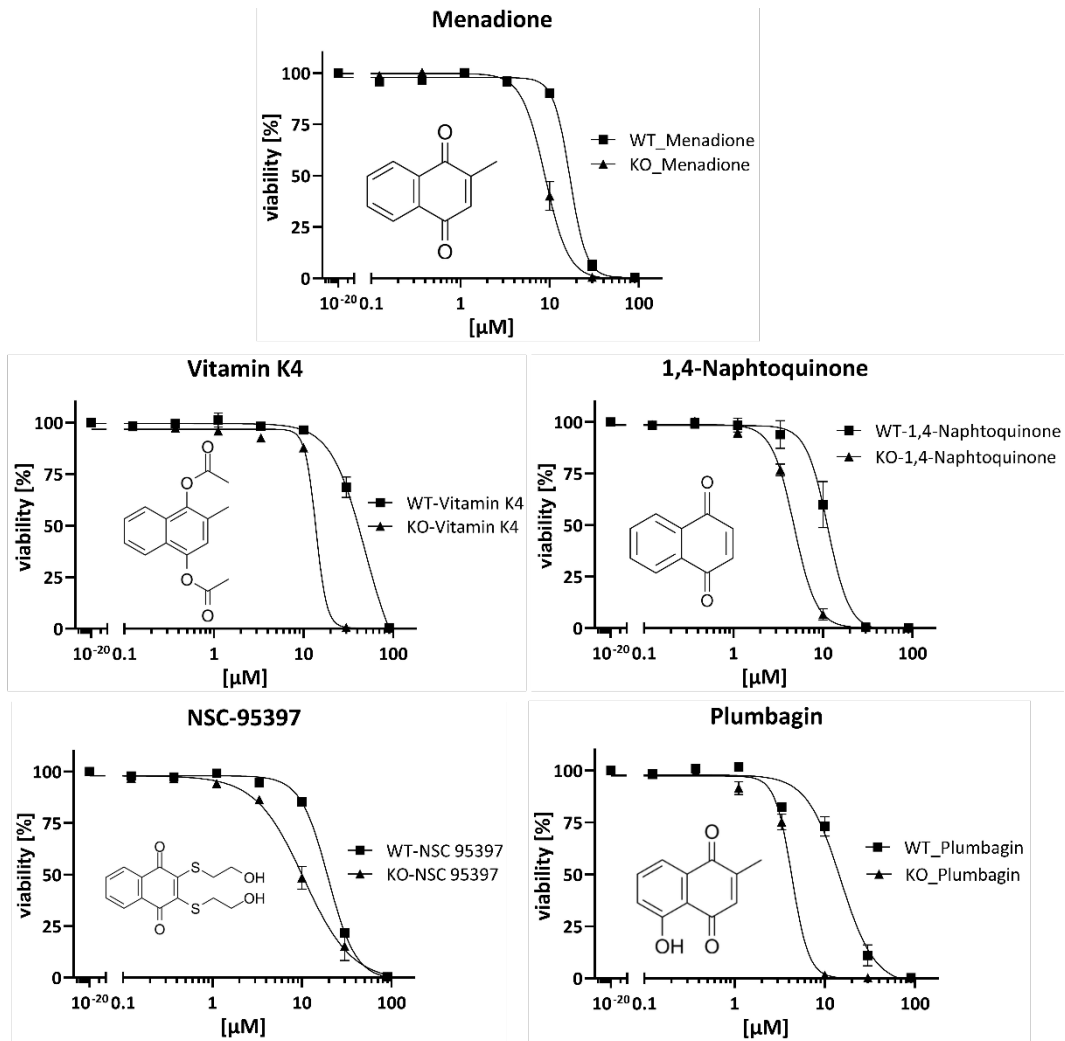 Menadione
viability [%]
100
75
50
25
0
10-20 0.1 1 10 100
[µM]
WT_Menadione
KO_Menadione
O
O
Vitamin K4
viability [%]
100
75
50
25
0
10-20 0.1 1 10 100
[µM]
WT-Vitamin K4
KO-Vitamin K4
O
O
O
O
1,4-Naphtoquinone
viability [%]
100
75
50
25
0
10-20 0.1 1 10 100
[µM]
WT-1,4-Naphtoquinone
KO-1,4-Naphtoquinone
O
O
NSC-95397
viability [%]
100
75
50
25
0
10-20 0.1 1 10 100
[µM]
WT-NSC 95397
KO-NSC 95397
O
S OH
S OH
O
Plumbagin
viability [%]
100
75
50
25
0
10-20 0.1 1 10 100
[µM]
WT_Plumbagin
KO_Plumbagin
O
OH O